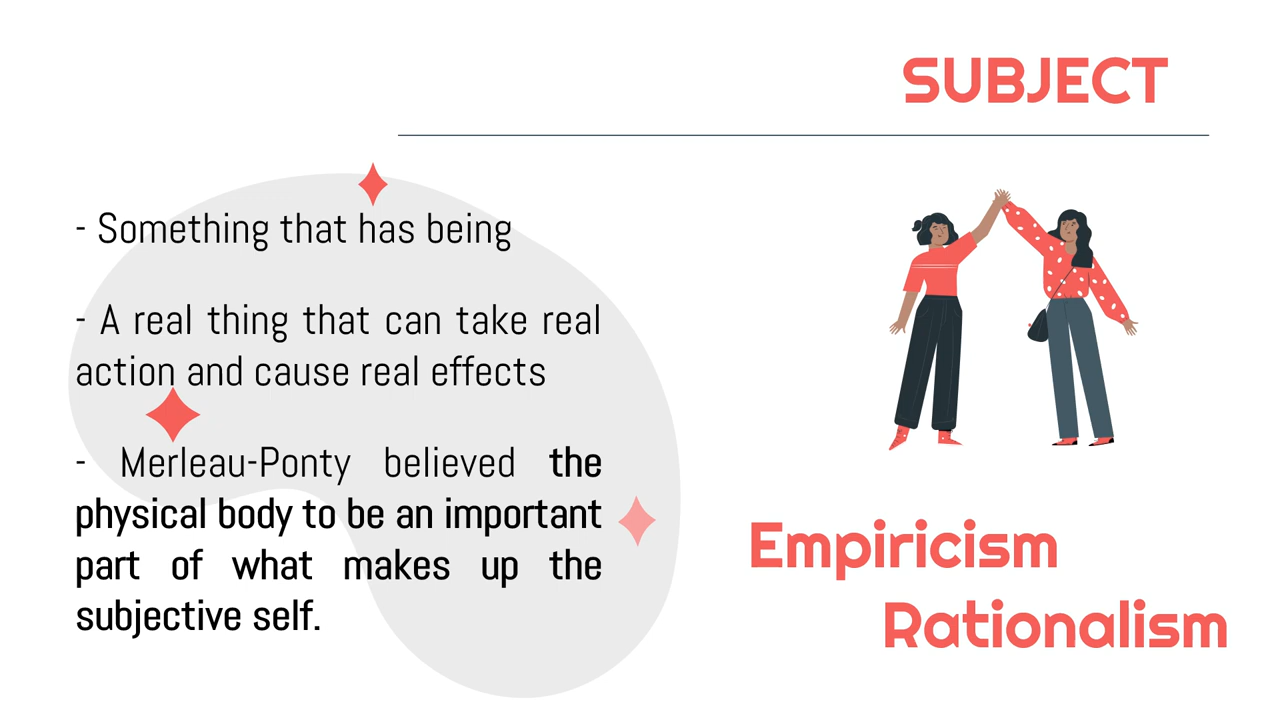 SUBJECT
- Something that has being
- A real thing that can take real
action and cause real effects
- Merleau-Ponty believed the
physical body to be an important
part of what makes up the
subjective self.
Empiricism
Rationalism